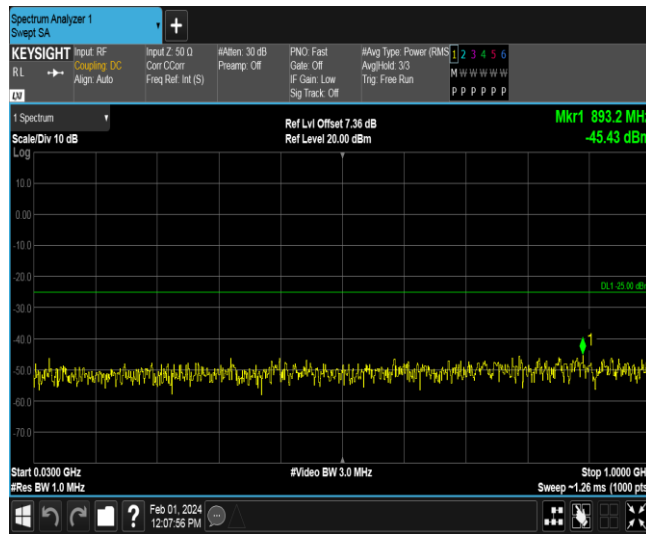 Spectrum Analyzer 1
Swept SA
+
KEYSIGHT
RL
LXI
Input: RF
Coupling: DC
Align: Auto
Input Z: 50 Ω
Corr CCorr
Freq Ref: Int (S)
#Atten: 30 dB
Preamp: Off
PNO: Fast
Gate: Off
IF Gain: Low
Sig Track: Off
#Avg Type: Power (RMS
Avg|Hold: 3/3
Trig: Free Run
1 2 3 4 5 6
M W W W W W
P P P P P P
1 Spectrum
Scale/Div 10 dB
Log
Ref Lvl Offset 7.36 dB
Ref Level 20.00 dBm
Mkr1 893.2 MHz
-45.43 dBm
10.0
0.00
-10.0
-20.0
DL1 -25.00 dBm
-30.0
-40.0
1
-50.0
-60.0
-70.0
Start 0.0300 GHz
#Res BW 1.0 MHz
#Video BW 3.0 MHz
Stop 1.0000 GHz
Sweep ~1.26 ms (1000 pts
?
Feb 01, 2024
12:07:56 PM